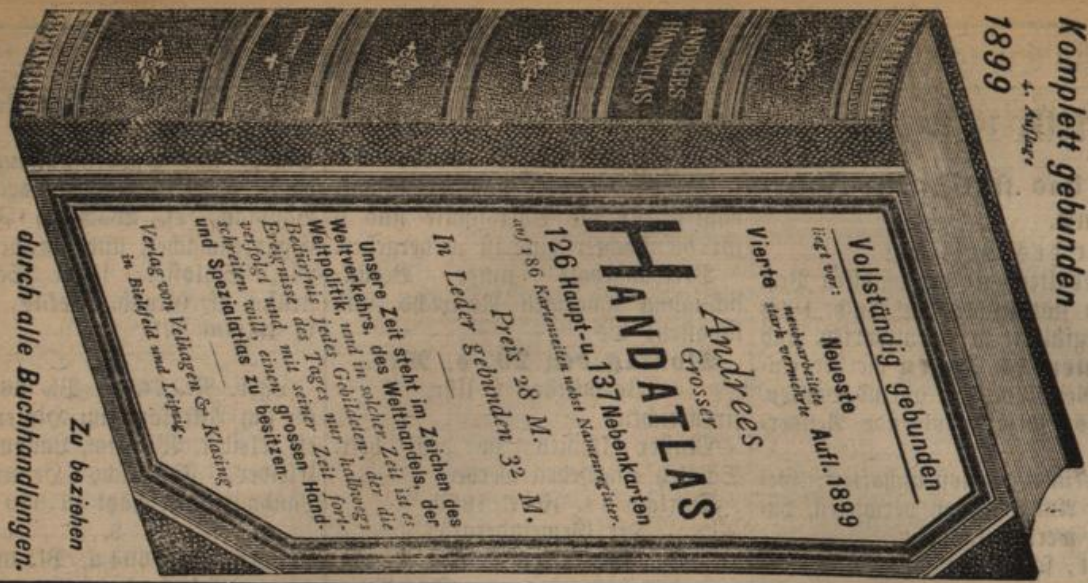 Komplett gebunden
4. Auflage
1899
ANDREES
HANDATLAS
Vollständig gebunden
liegt vor:
Neueste
Vierte neubearbeitete stark vermehrte Aufl. 1899
Andrees
Grosser
HANDATLAS
126 Haupt- u. 137 Nebenkarten
auf 186 Kartenseiten nebst Namenregister.
Preis 28 M.
In Leder gebunden 32 M.
Unsere Zeit steht im Zeichen des
Weltverkehrs, des Welthandels, der
Weltpolitik, und in solcher Zeit ist es
Bedürfnis jedes Gebildeten, der die
Ereignisse des Tages nur halbwegs
verfolgt und mit seiner Zeit fort-
schreiten will, einen grossen Hand-
und Spezialatlas zu besitzen
Verlag von Velhagen & Klasing
in Bielefeld und Leipzig.
Zu beziehen
durch alle Buchhandlungen.